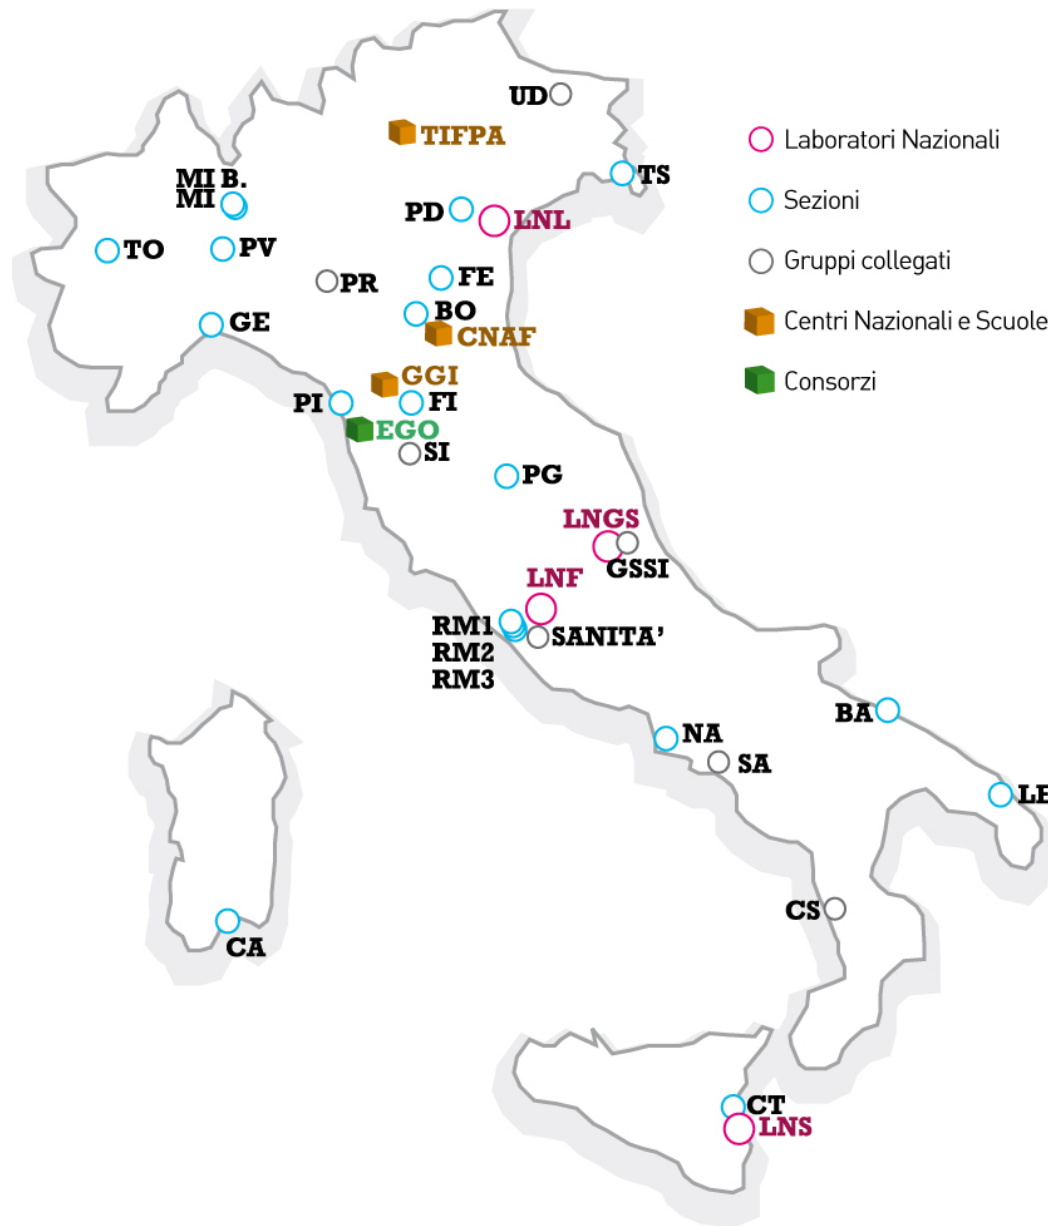 UD
TIFPA
Laboratori Nazionali
MI B.
TS
MI
Sezioni
PD
LNL
TO
PV
Gruppi collegati
FE
PR
BO
GE
Centri Nazionali e Scuole
CNAF
GGI
Consorzi
PI
FI
EGO
SI
PG
LNGS
GSSI
LNF
RM1
SANITA’
RM2
RM3
BA
NA
SA
LE
CS
CA
CT
LNS